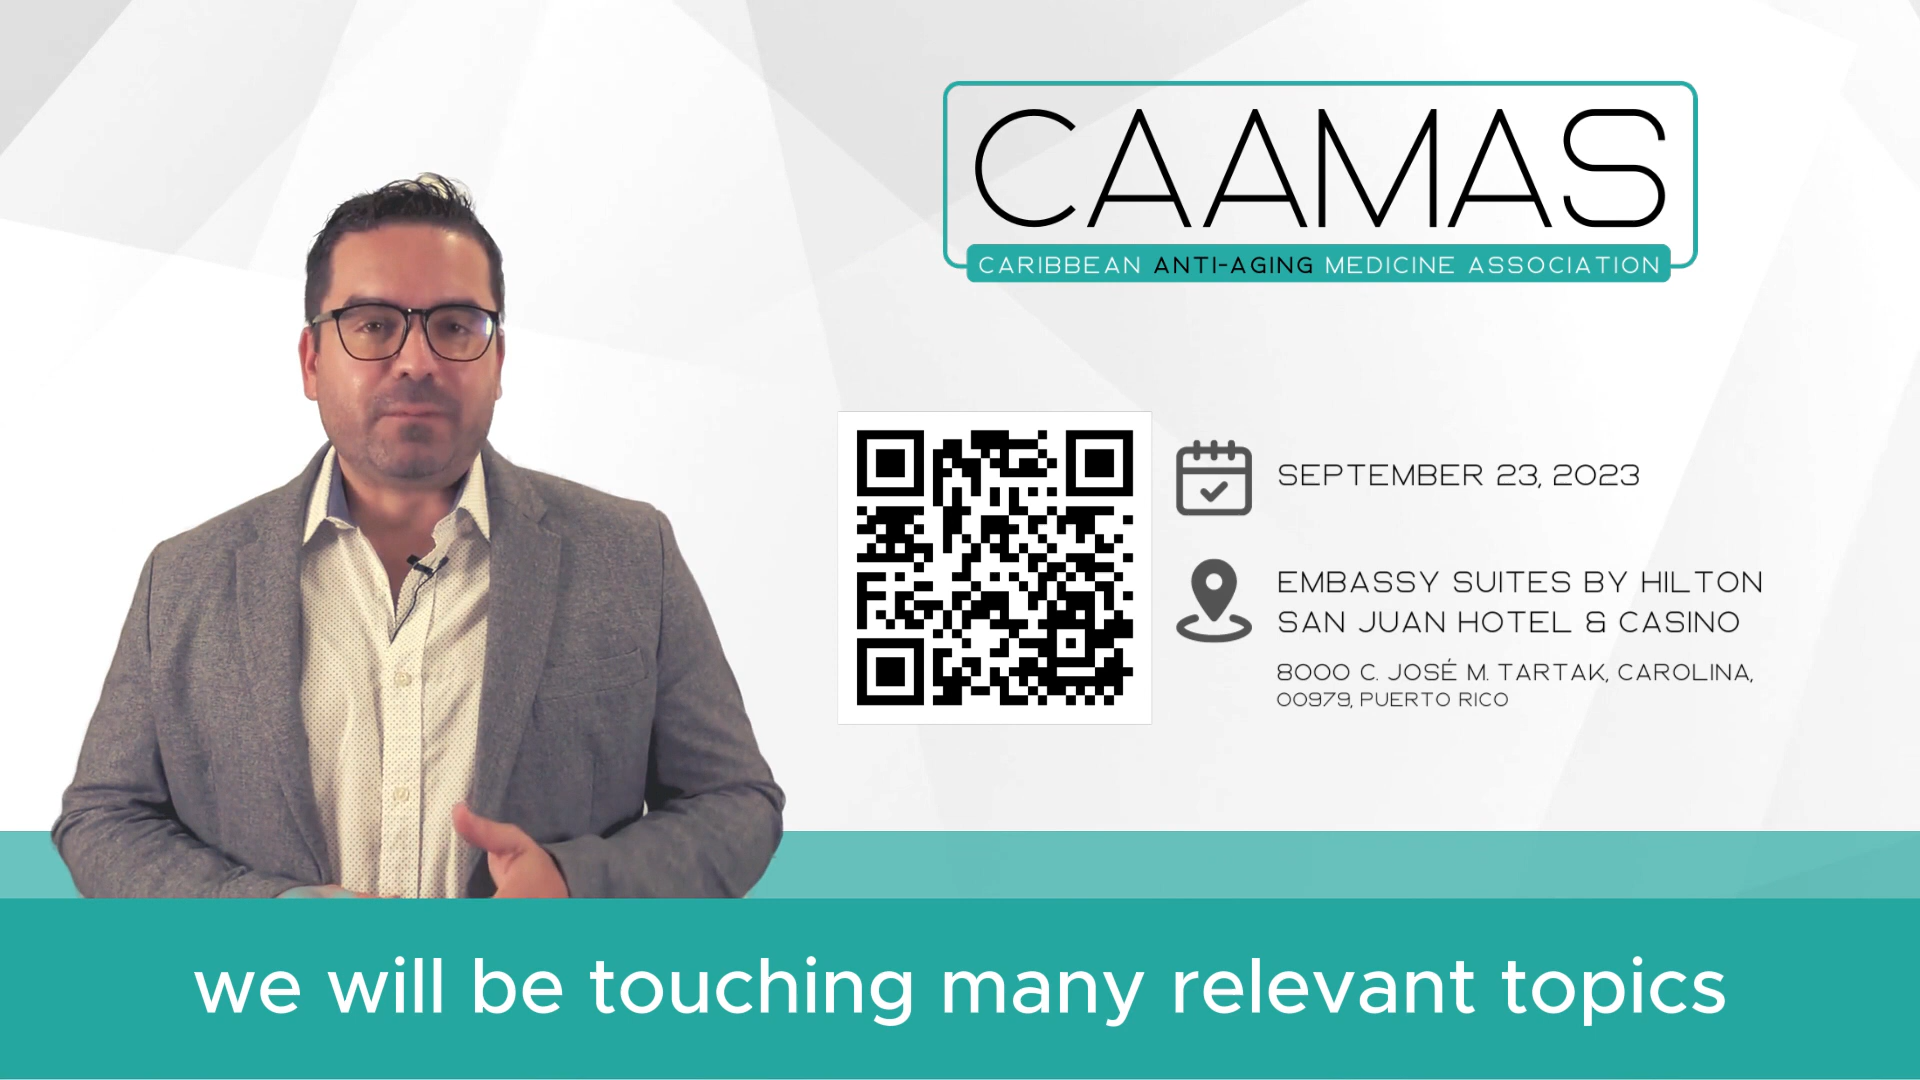 CAAMAS
CARIBBEAN ANTI-AGING MEDICINE ASSOCIATION
SEPTEMBER 23, 2023
EMBASSY SUITES BY HILTON
SAN JUAN HOTEL & CASINO
8000 C. JOSÉ M. TARTAK, CAROLINA,
00979, PUERTO RICO
we will be touching many relevant topics